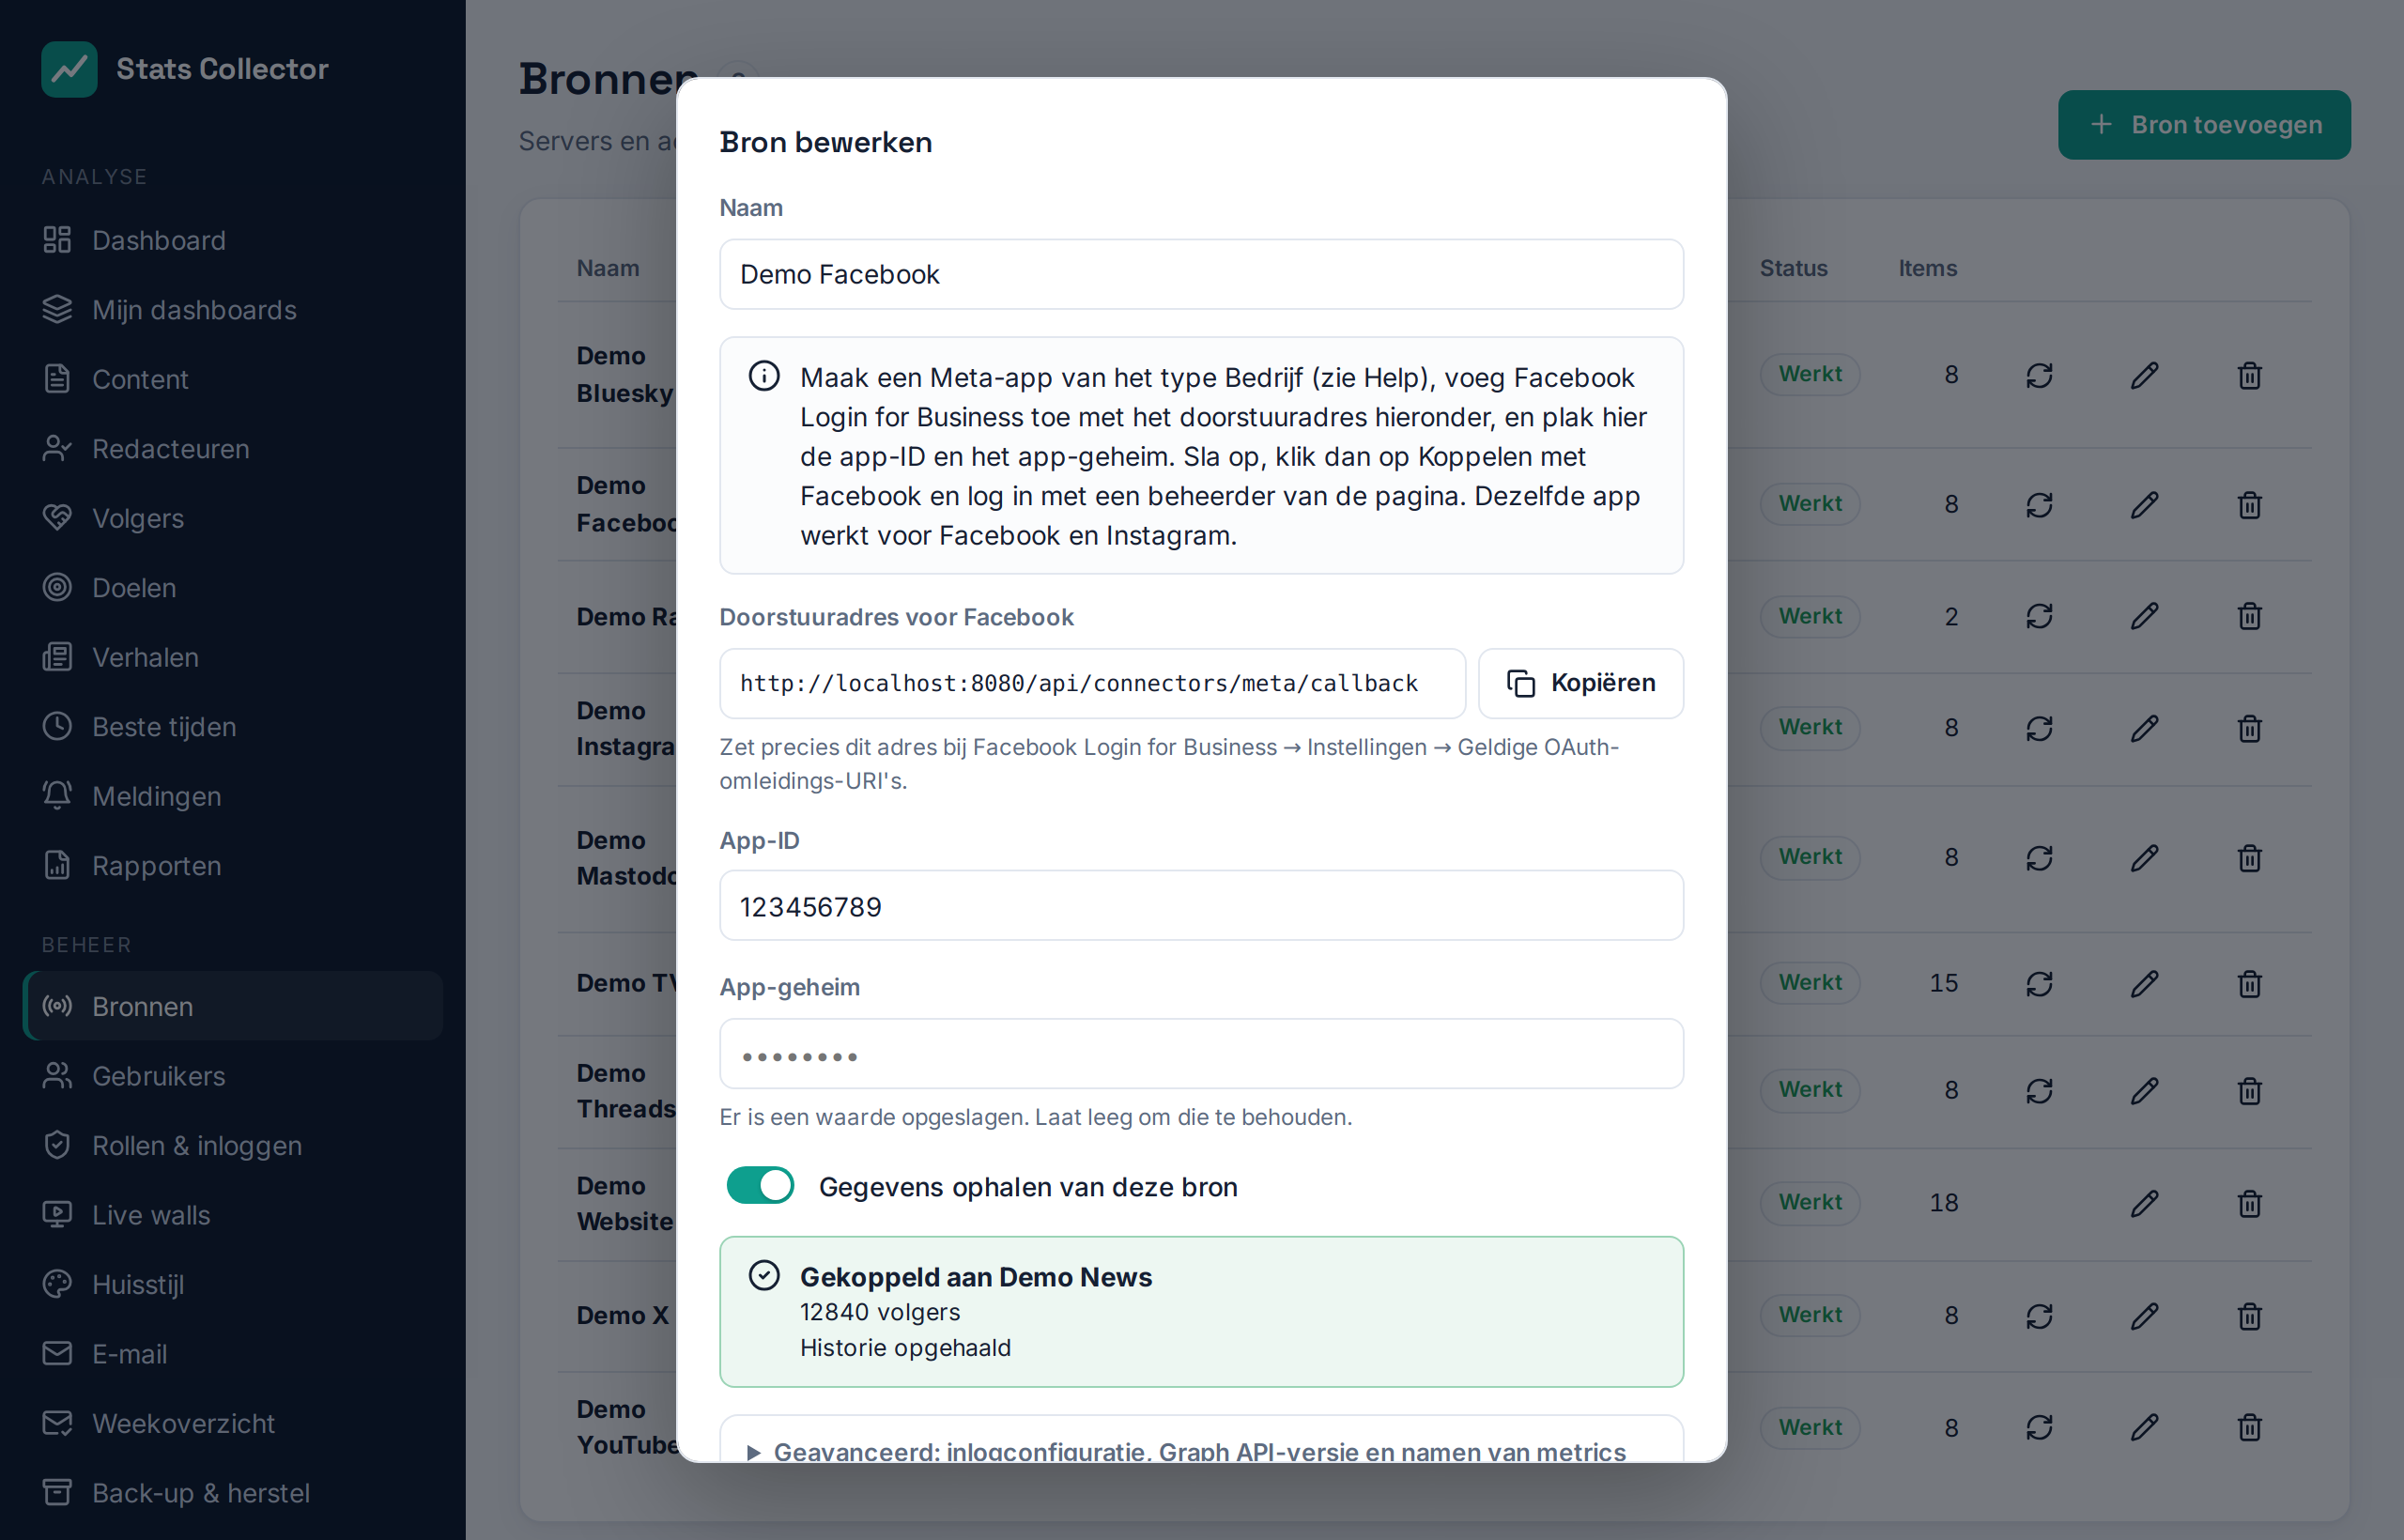 Stats Collector
ANALYSE
Dashboard
Mijn dashboards
Content
Redacteuren
Volgers
Doelen
Verhalen
Beste tijden
Meldingen
Rapporten
BEHEER
Bronnen
Gebruikers
Rollen & inloggen
Live walls
Huisstijl
E-mail
Weekoverzicht
Back-up & herstel
Bronnen
Servers en
Bron toevoegen
Naam
Status
Items
Demo
Bluesky
Werkt
8
Demo
Werkt
8
Demo
Werkt
2
Demo
Werkt
8
Demo
Werkt
8
Demo
Werkt
15
Demo
Threads
Werkt
8
Demo
Website
Werkt
18
Demo X
Werkt
8
Demo
YouTube
Werkt
8
Bron bewerken
Naam
Demo Facebook
Maak een Meta-app van het type Bedrijf (zie Help), voeg Facebook
Login for Business toe met het doorstuuradres hieronder, en plak hier
de app-ID en het app-geheim. Sla op, klik dan op Koppelen met
Facebook en log in met een beheerder van de pagina. Dezelfde app
werkt voor Facebook en Instagram.
Doorstuuradres voor Facebook
http://localhost:8080/api/connectors/meta/callback
Kopiëren
Zet precies dit adres bij Facebook Login for Business → Instellingen → Geldige OAuth-
omleidings-URI's.
App-ID
123456789
App-geheim
••••••••
Er is een waarde opgeslagen. Laat leeg om die te behouden.
Gegevens ophalen van deze bron
Gekoppeld aan Demo News
12840 volgers
Historie opgehaald
Geavanceerd: inlogconfiguratie, Graph API-versie en namen van metrics